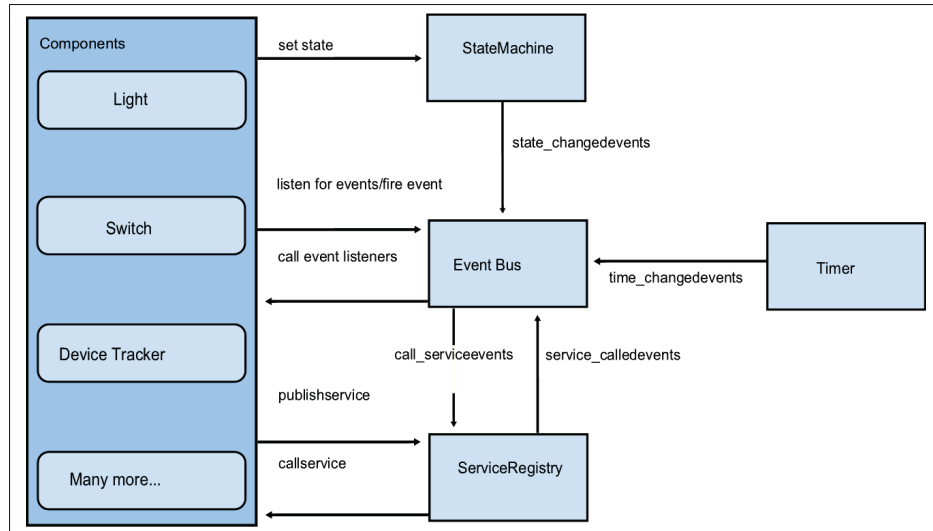 Components
set state
StateMachine
Light
state_changedevents
listen for events/fire event
Switch
call event listeners
Event Bus
Timer
time_changedevents
Device Tracker
call_serviceevents
service_calledevents
publishservice
callservice
ServiceRegistry
Many more...